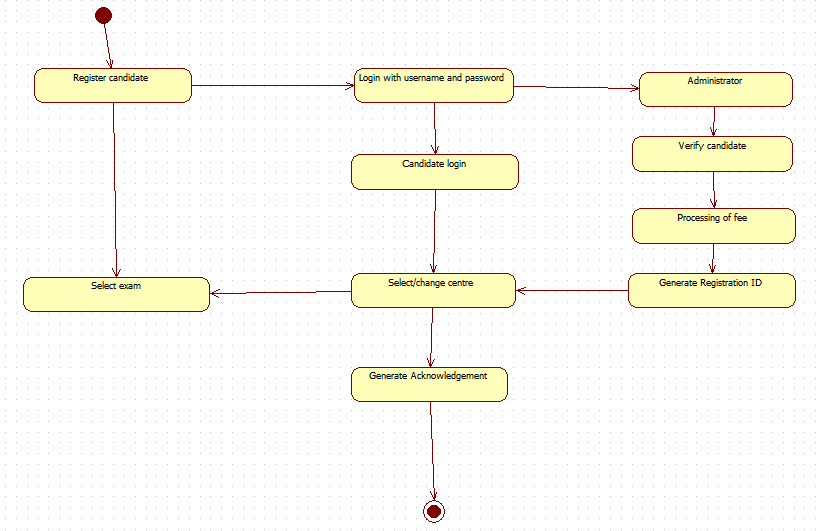 Register candidate
Login with username and password
Administrator
Verify candidate
Candidate login
Processing of fee
Select exam
Select/change centre
Generate Registration ID
Generate Acknowledgement